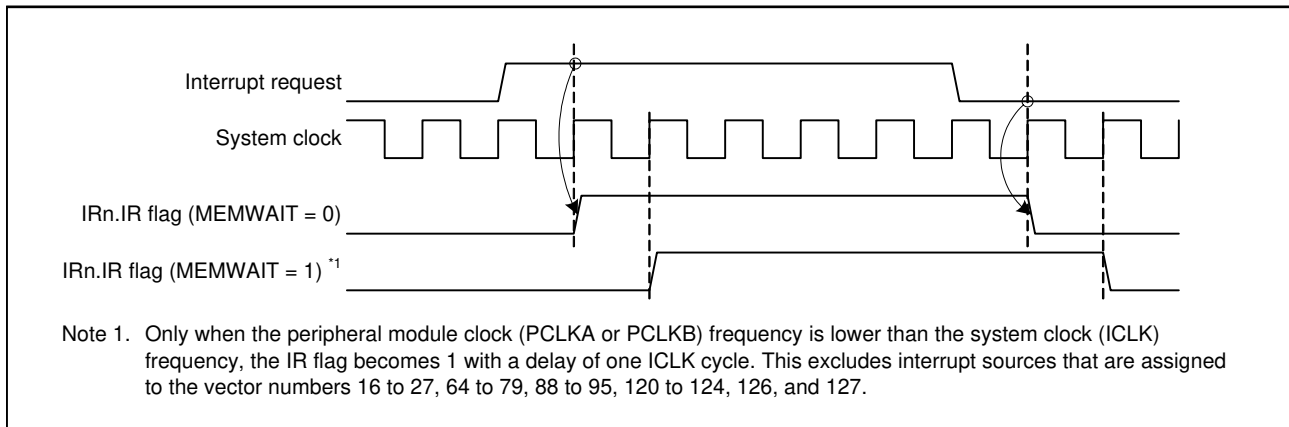 Interrupt request
System clock
IRn.IR flag (MEMWAIT = 0)
IRn.IR flag (MEMWAIT = 1) *1
Note 1. Only when the peripheral module clock (PCLKA or PCLKB) frequency is lower than the system clock (ICLK)
frequency, the IR flag becomes 1 with a delay of one ICLK cycle. This excludes interrupt sources that are assigned
to the vector numbers 16 to 27, 64 to 79, 88 to 95, 120 to 124, 126, and 127.